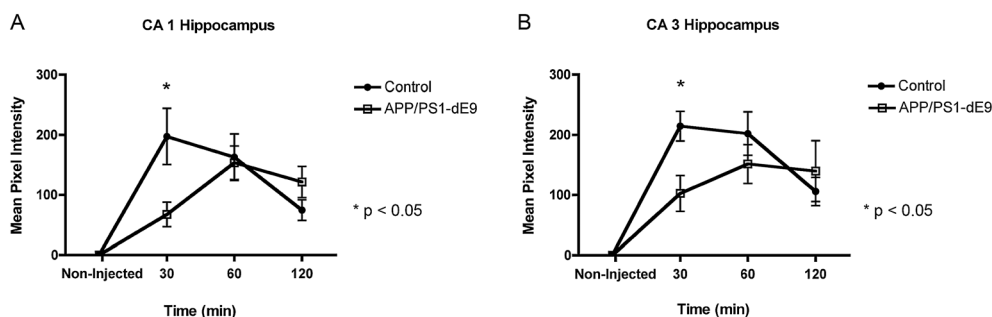 A
CA 1 Hippocampus
Mean Pixel Intensity
300
200
100
0
Non-Injected 30 60 120
Time (min)
*
Control
APP/PS1-dE9
* p < 0.05
B
CA 3 Hippocampus
Mean Pixel Intensity
300
200
100
0
Non-Injected 30 60 120
Time (min)
*
Control
APP/PS1-dE9
* p < 0.05